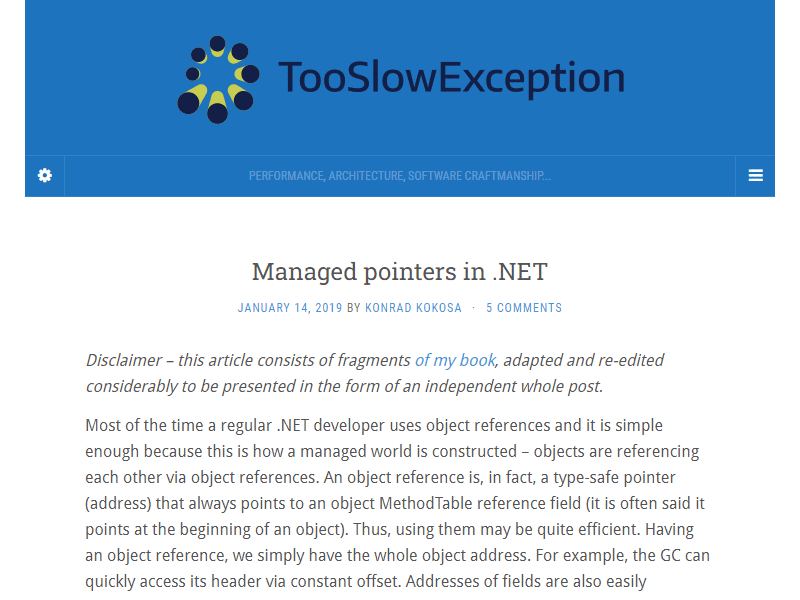 TooSlowException
PERFORMANCE, ARCHITECTURE, SOFTWARE CRAFTMANSHIP...
Managed pointers in .NET
JANUARY 14, 2019 BY KONRAD KOKOSA · 5 COMMENTS
Disclaimer – this article consists of fragments of my book, adapted and re-edited
considerably to be presented in the form of an independent whole post.
Most of the time a regular .NET developer uses object references and it is simple
enough because this is how a managed world is constructed – objects are referencing
each other via object references. An object reference is, in fact, a type-safe pointer
(address) that always points to an object MethodTable reference field (it is often said it
points at the beginning of an object). Thus, using them may be quite efficient. Having
an object reference, we simply have the whole object address. For example, the GC can
quickly access its header via constant offset. Addresses of fields are also easily